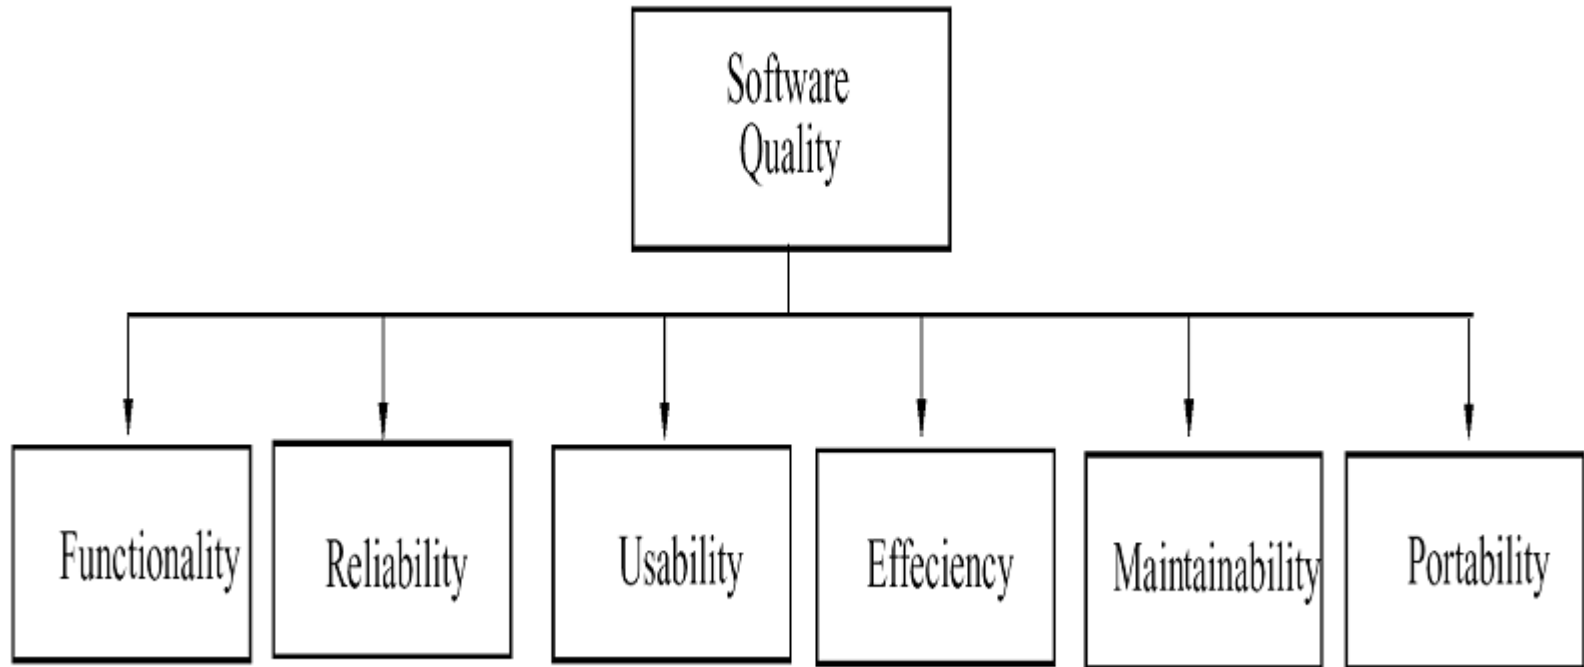 Software
Quality
Functionality
Reliability
Usability
Effeciency
Maintainability
Portability